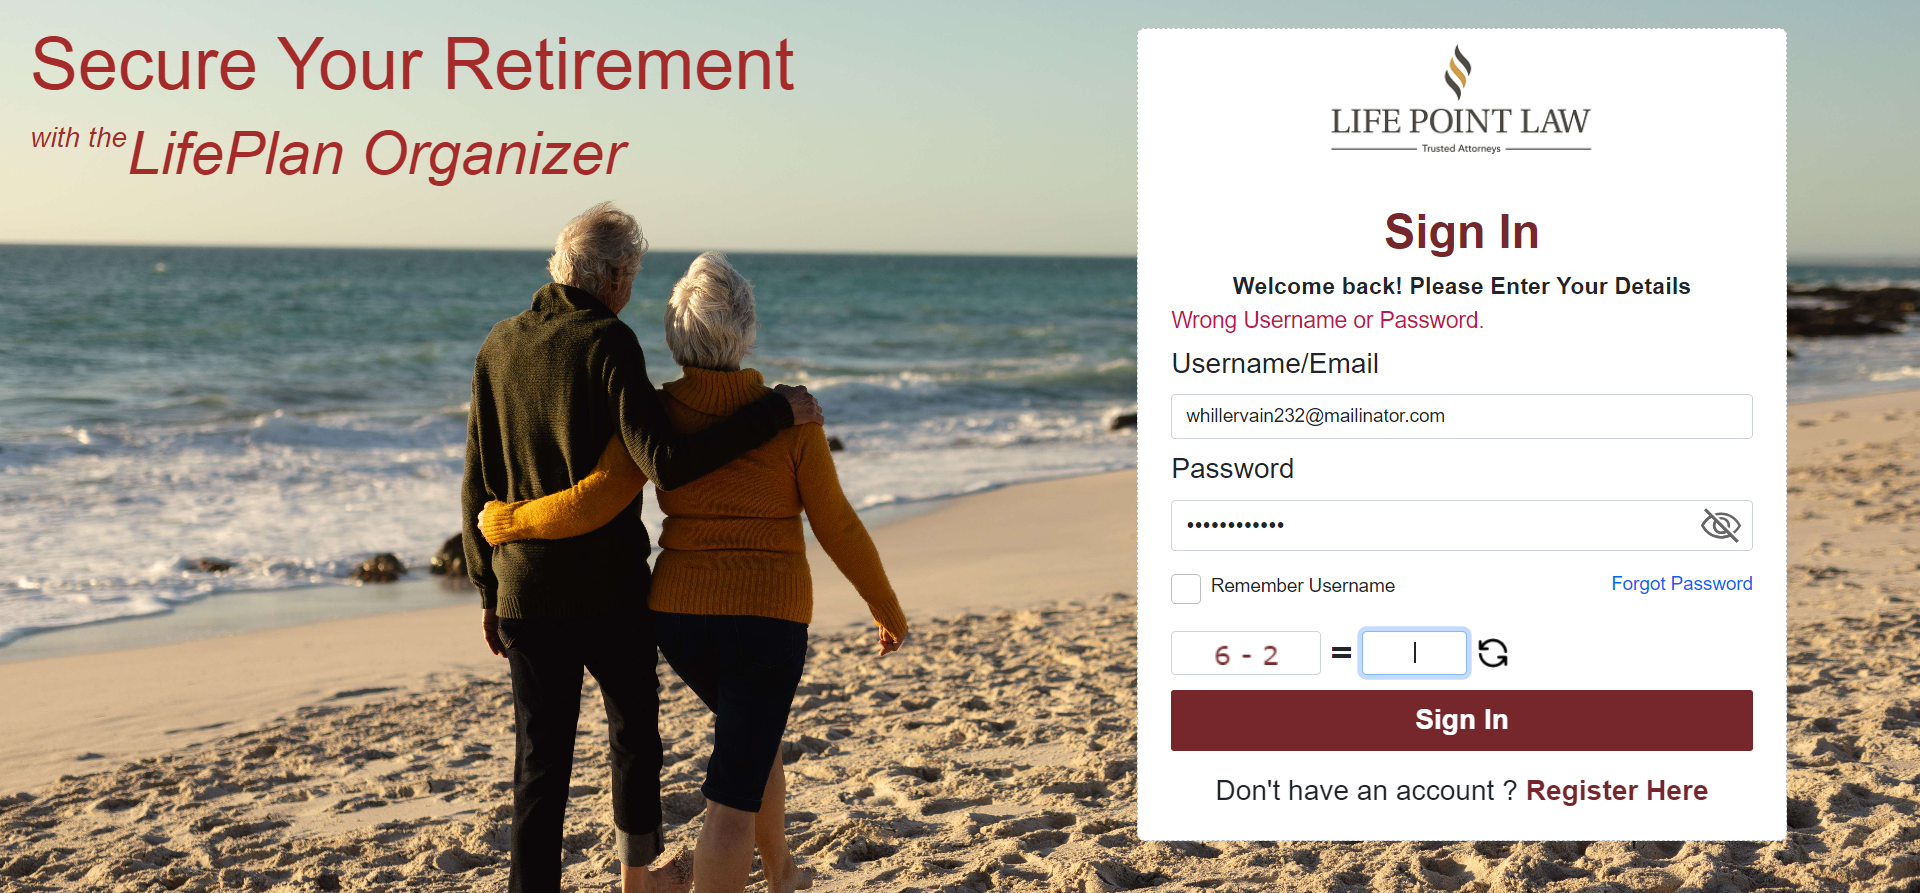 Secure Your Retirement
with the LifePlan Organizer
LIFE POINT LAW
Trusted Attorneys
Sign In
Welcome back! Please Enter Your Details
Wrong Username or Password.
Username/Email
whillervain232@mailinator.com
Password
••••••••••••
Remember Username
Forgot Password
6 - 2 =
Sign In
Don't have an account ? Register Here